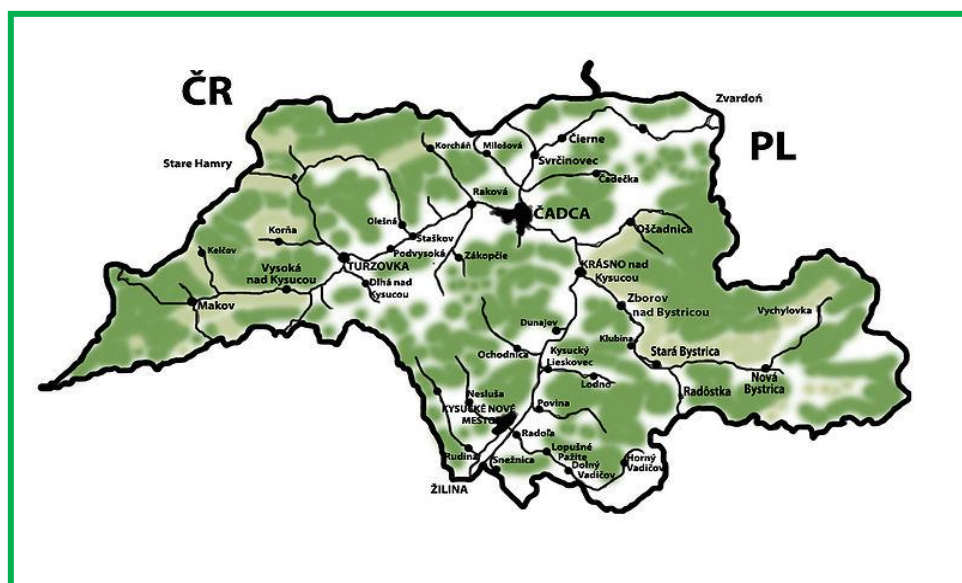 ČR
Zvardoň
PL
Stare Hamry
Korcháň
Milošová
Čierne
Svrčinovec
Čadečka
Raková
ČADCA
Olešná
Staškov
Oščadnica
Korňa
Kelčov
Podvysoká
Zákopčie
TURZOVKA
Vysoká
nad Kysucou
Dlhá nad
Kysucou
KRÁSNO nad
Kysucou
Makov
Zborov
nad Bystricou
Vychylovka
Dunajov
Klubina
Ochodnica
Kysucký
Lieskovec
Stará Bystrica
Lodno
Nová
Bystrica
Radôstka
Nesluša
KYSUCKÉ NOVÉ
MESTO
Povina
Radoľa
Rudina
Snežnica
Lopušné
Pažite
Dolný
Vadičov
Horný
Vadičov
ŽILINA